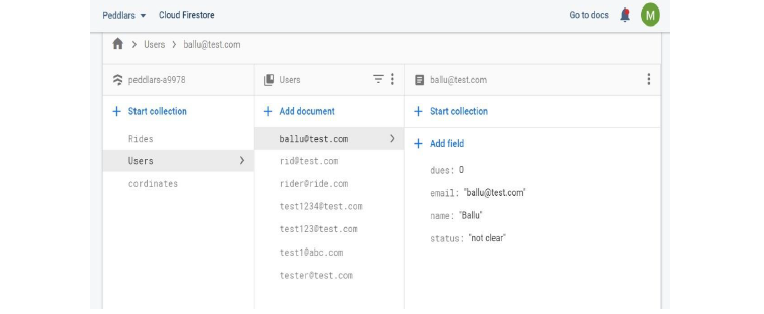 Peddlars Cloud Firestore Go to docs M
Users ballu@test.com
peddlars-a9978 Users ballu@test.com
+ Start collection + Add document + Start collection
Rides ballu@test.com + Add field
Users rid@test.com dues: 0
cordinates rider@ride.com email: "ballu@test.com"
test1234@test.com name: "Ballu"
test123@test.com status: "not clear"
test1@abc.com
tester@test.com